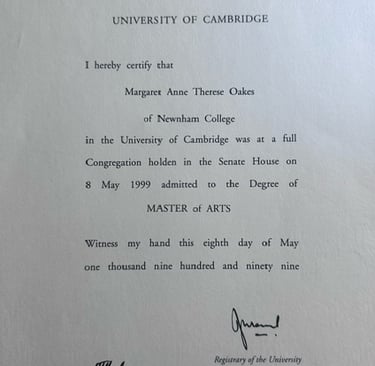 UNIVERSITY OF CAMBRIDGE
I hereby certify that
Margaret Anne Therese Oakes
of Newnham College
in the University of Cambridge was at a full
Congregation holden in the Senate House on
8 May 1999 admitted to the Degree of
MASTER of ARTS
Witness my hand this eighth day of May
one thousand nine hundred and ninety nine
Registrary of the University